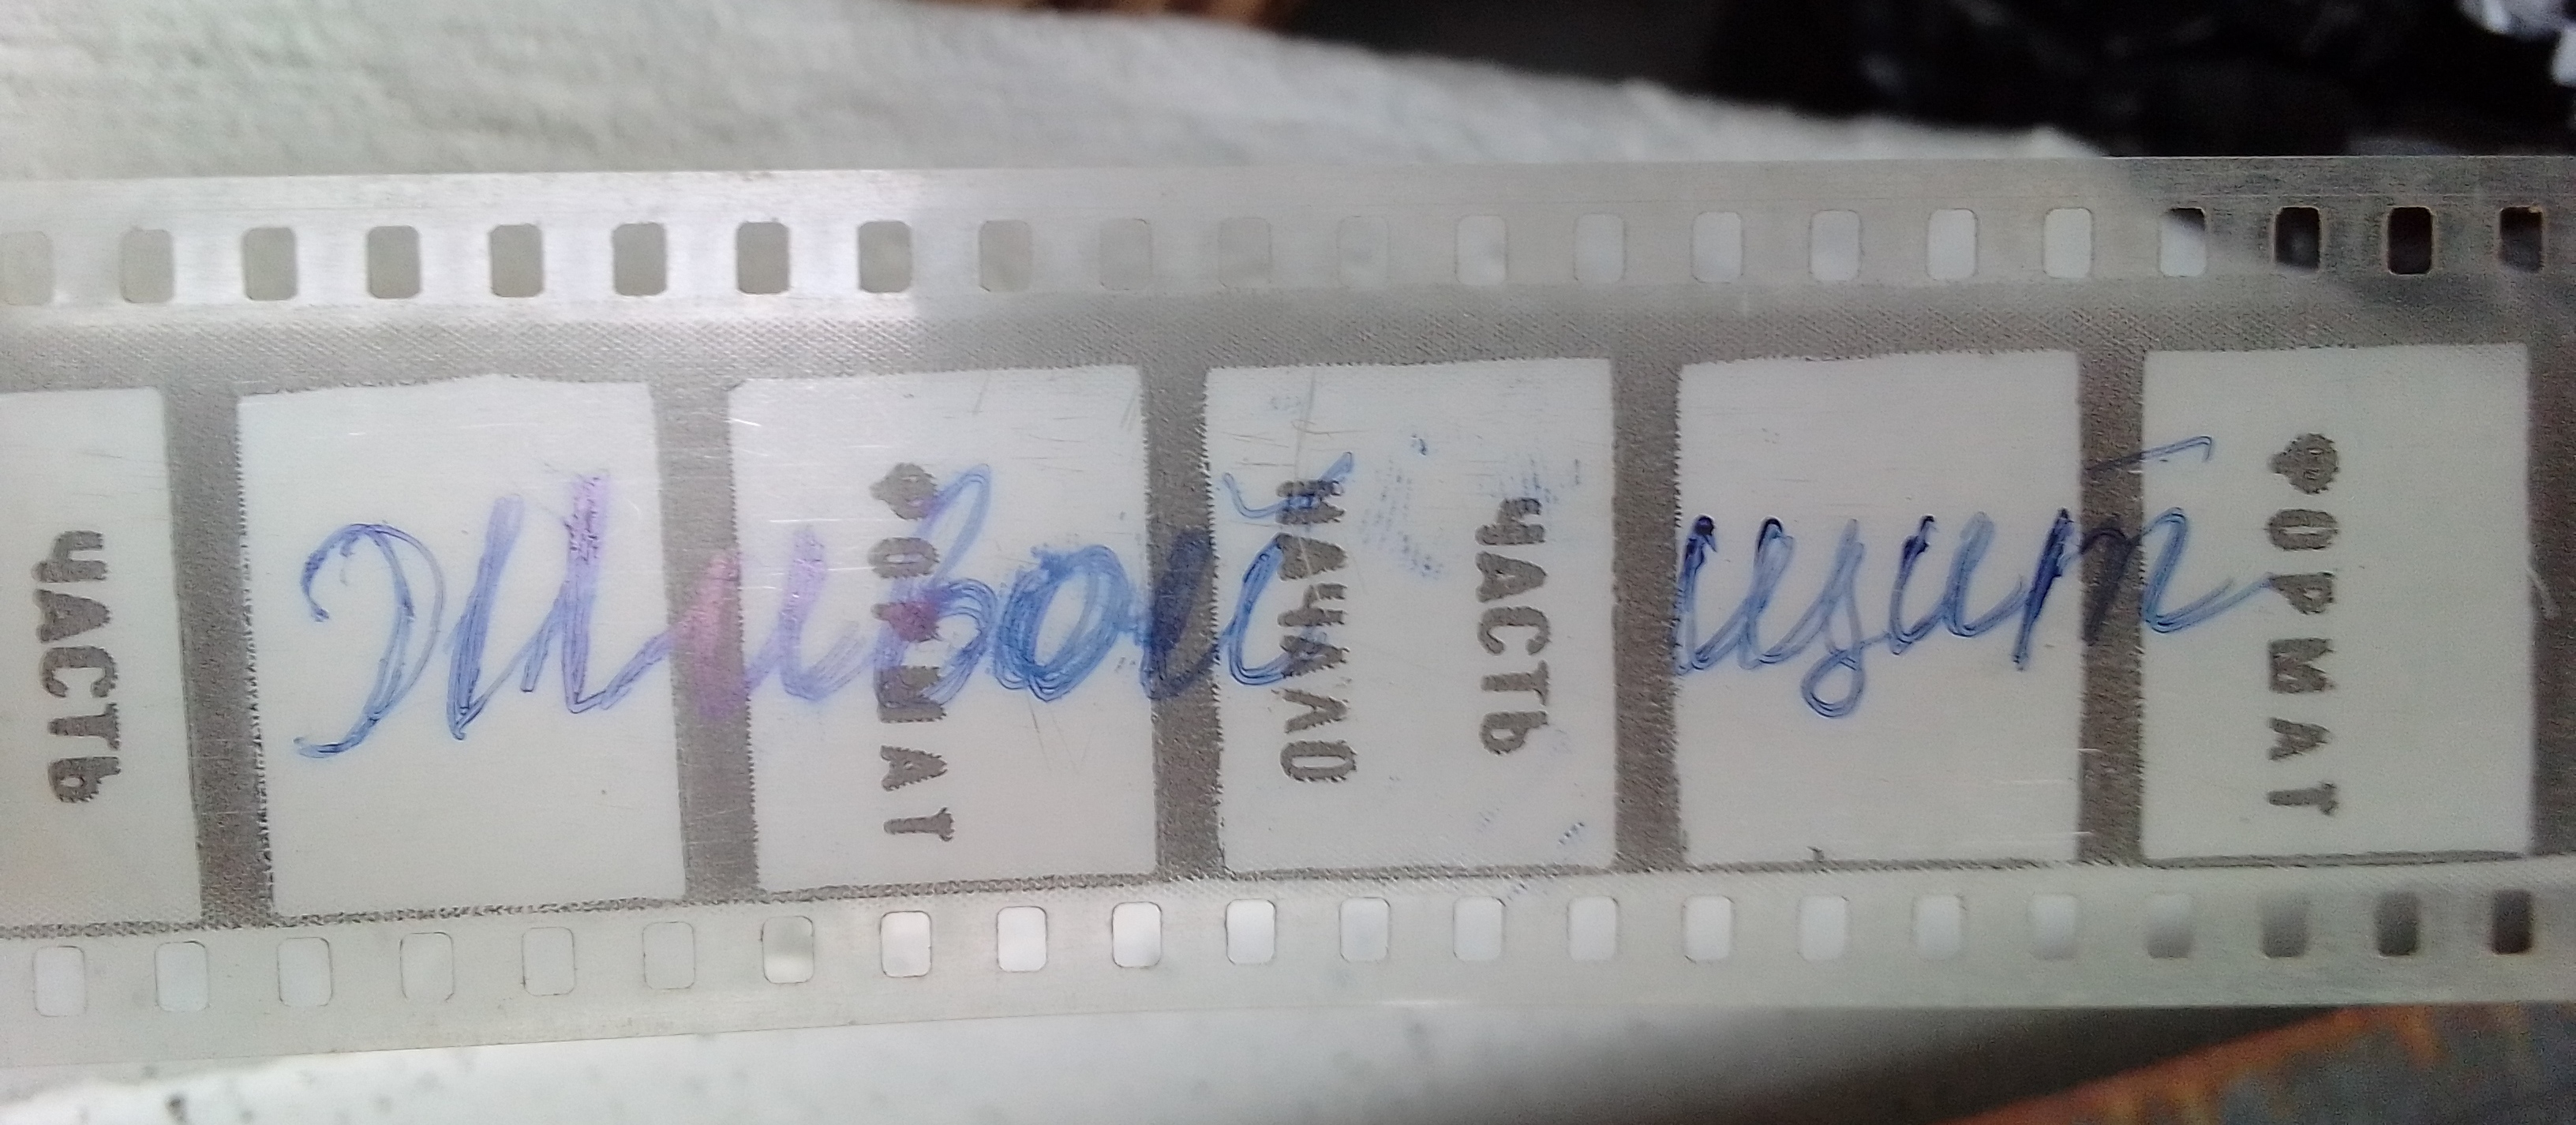 Живой щит
ЧАСТЬ
ФОРМАТ
НАЧАЛО
ЧАСТЬ
ФОРМАТ